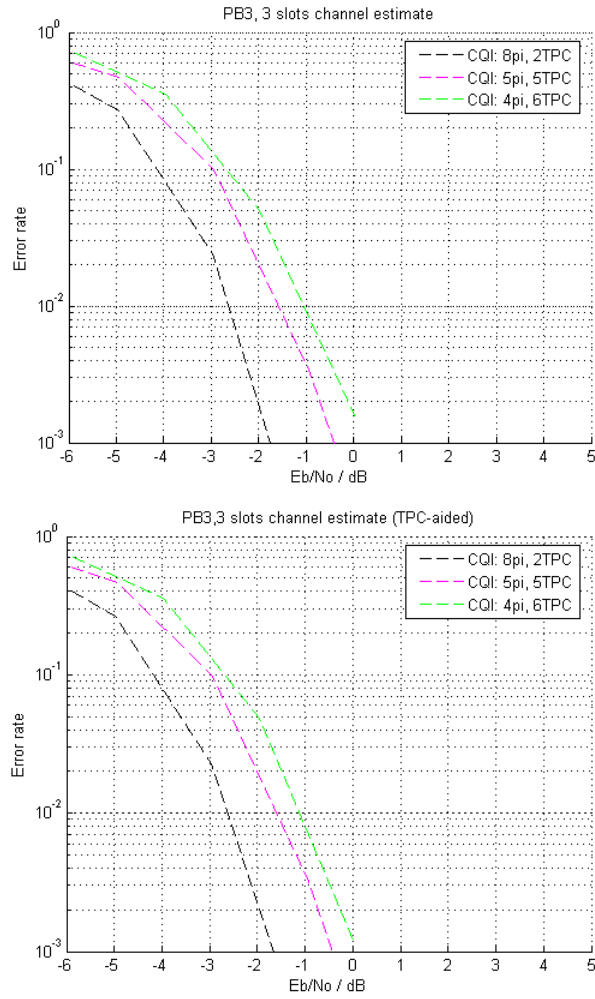 PB3, 3 slots channel estimate
10^0
CQI: 8pi, 2TPC
CQI: 5pi, 5TPC
CQI: 4pi, 6TPC
10^-1
Error rate
10^-2
10^-3
-6 -5 -4 -3 -2 -1 0 1 2 3 4 5
Eb/No / dB
PB3,3 slots channel estimate (TPC-aided)
10^0
CQI: 8pi, 2TPC
CQI: 5pi, 5TPC
CQI: 4pi, 6TPC
10^-1
Error rate
10^-2
10^-3
-6 -5 -4 -3 -2 -1 0 1 2 3 4 5
Eb/No / dB